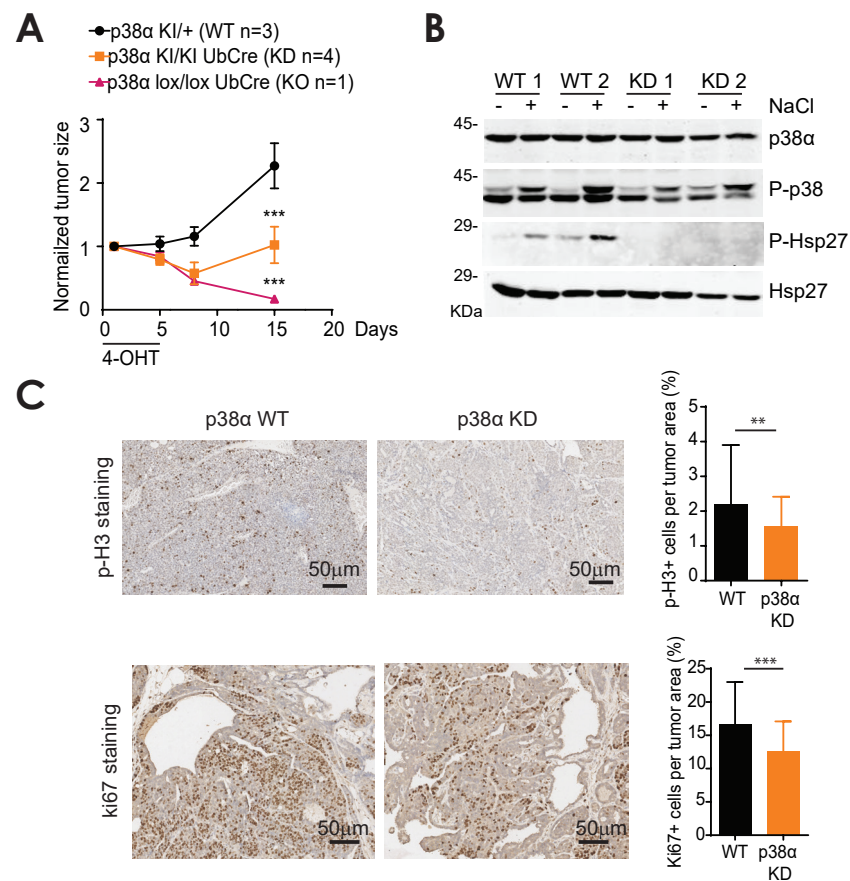 A
p38α KI/+ (WT n=3)
p38α KI/KI UbCre (KD n=4)
p38α lox/lox UbCre (KO n=1)
Normalized tumor size
3
2
1
0
***
***
0 5 10 15 20 Days
4-OHT
B
WT 1 WT 2 KD 1 KD 2
- + - + - + - + NaCl
45-
p38α
45-
P-p38
29-
P-Hsp27
29-
Hsp27
KDa
C
p38α WT p38α KD
p-H3 staining
50μm
50μm
p-H3+ cells per tumor area (%)
5
4
3
2
1
0
**
WT p38α KD
ki67 staining
50μm
50μm
Ki67+ cells per tumor area (%)
25
20
15
10
5
0
***
WT p38α KD